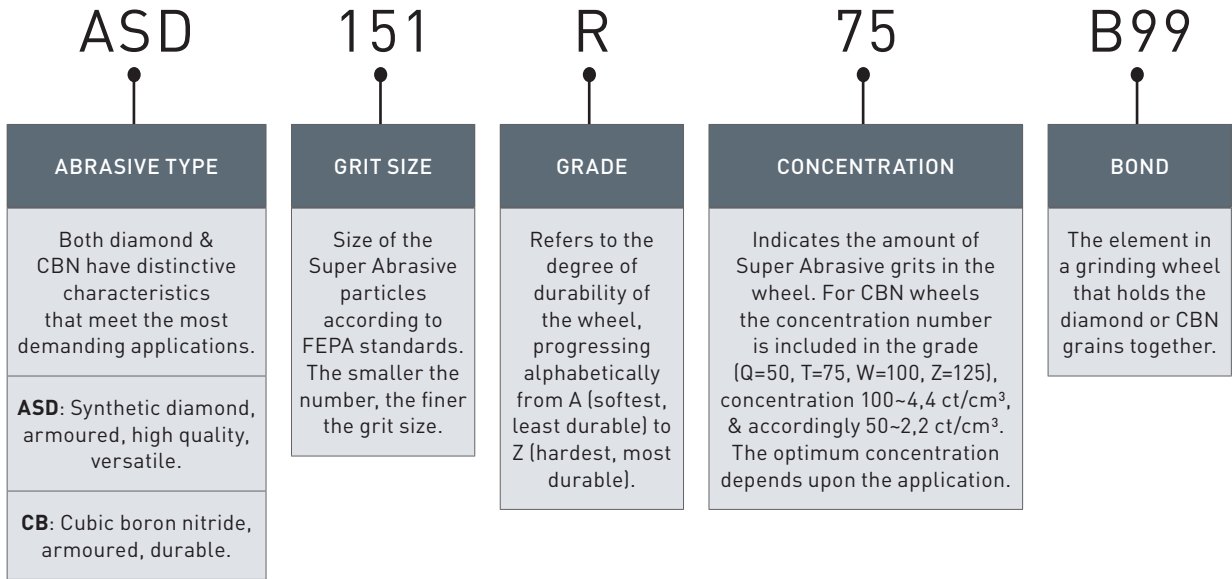 ASD
151
R
75
B99
ABRASIVE TYPE
Both diamond &
CBN have distinctive
characteristics
that meet the most
demanding applications.
ASD: Synthetic diamond,
armoured, high quality,
versatile.
CB: Cubic boron nitride,
armoured, durable.
GRIT SIZE
Size of the
Super Abrasive
particles
according to
FEPA standards.
The smaller the
number, the finer
the grit size.
GRADE
Refers to the
degree of
durability of
the wheel,
progressing
alphabetically
from A (softest,
least durable) to
Z (hardest, most
durable).
CONCENTRATION
Indicates the amount of
Super Abrasive grits in the
wheel. For CBN wheels
the concentration number
is included in the grade
(Q=50, T=75, W=100, Z=125),
concentration 100~4,4 ct/cm³,
& accordingly 50~2,2 ct/cm³.
The optimum concentration
depends upon the application.
BOND
The element in
a grinding wheel
that holds the
diamond or CBN
grains together.